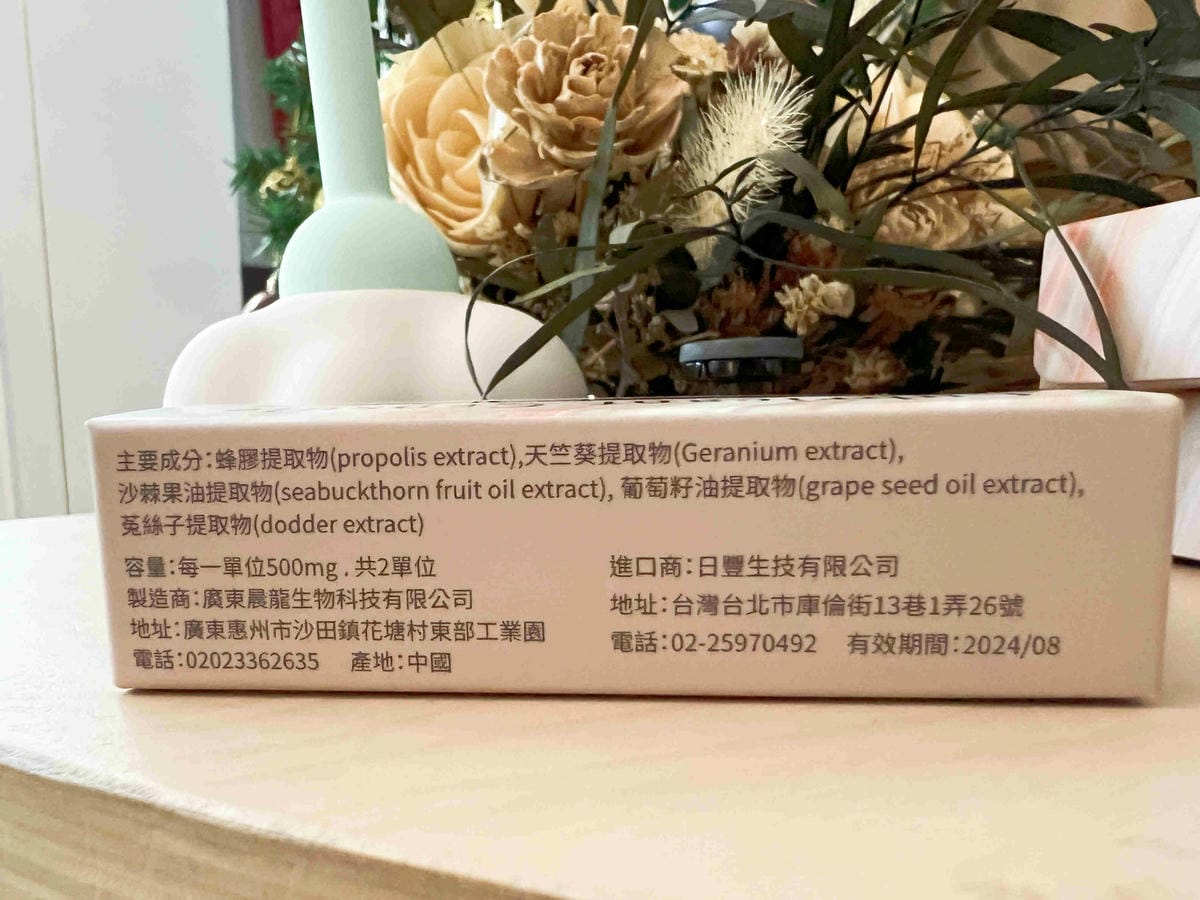 主要成分:蜂膠提取物(propolis extract),天竺葵提取物(Geranium extract),
沙棘果油提取物(seabuckthorn fruit oil extract), 葡萄籽油提取物(grape seed oil extract),
菟絲子提取物(dodder extract)
容量:每一單位500mg , 共2單位
製造商:廣東晨龍生物科技有限公司
地址:廣東惠州市沙田鎮花塘村東部工業園
電話:02023362635 產地:中國
進口商:日豐生技有限公司
地址:台灣台北市庫倫街13巷1弄26號
電話:02-25970492 有效期間:2024/08